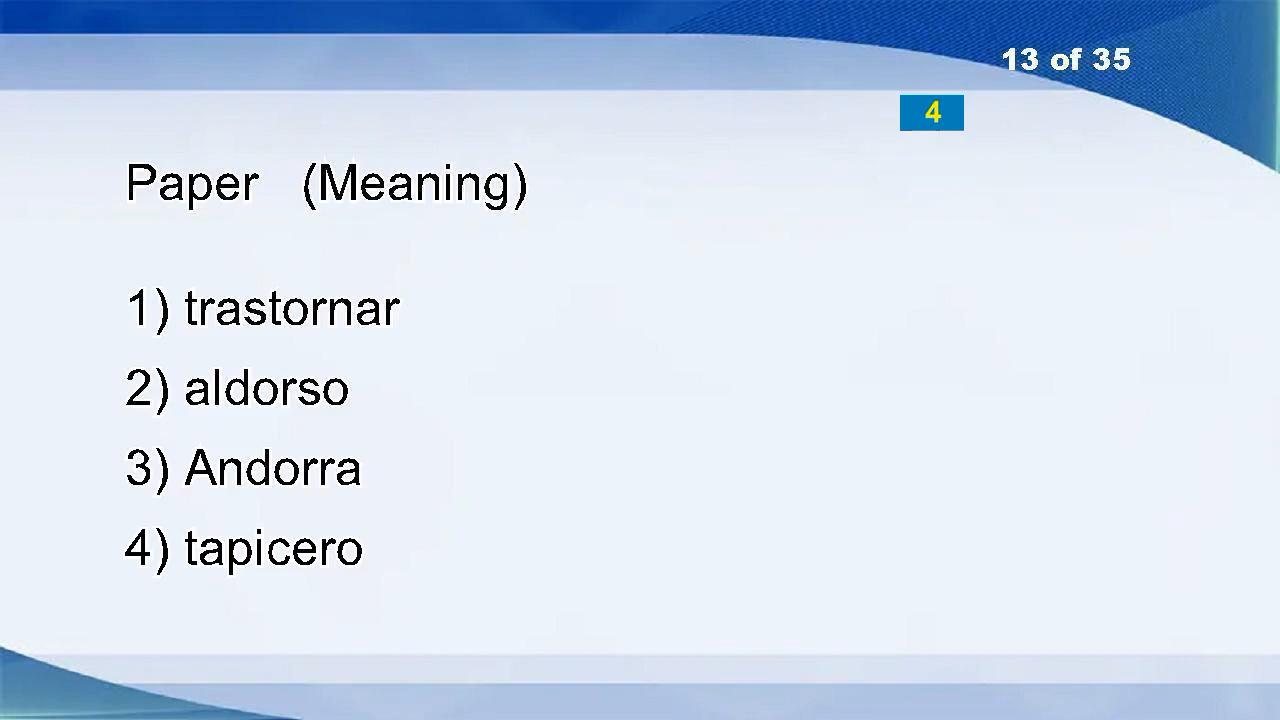 13 of 35
4
Paper (Meaning)
1) trastornar
2) aldorso
3) Andorra
4) tapicero